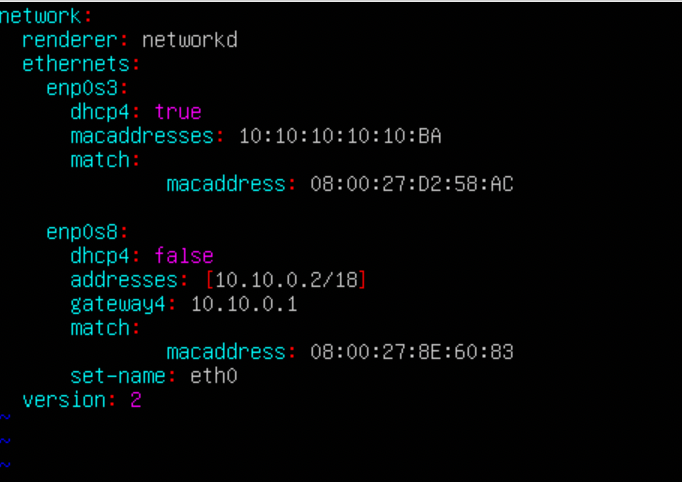 network:
  renderer: networkd
  ethernets:
    enp0s3:
      dhcp4: true
      macaddresses: 10:10:10:10:10:BA
      match:
              macaddress: 08:00:27:D2:58:AC

    enp0s8:
      dhcp4: false
      addresses: [10.10.0.2/18]
      gateway4: 10.10.0.1
      match:
              macaddress: 08:00:27:8E:60:83
      set-name: eth0
  version: 2
~
~
~